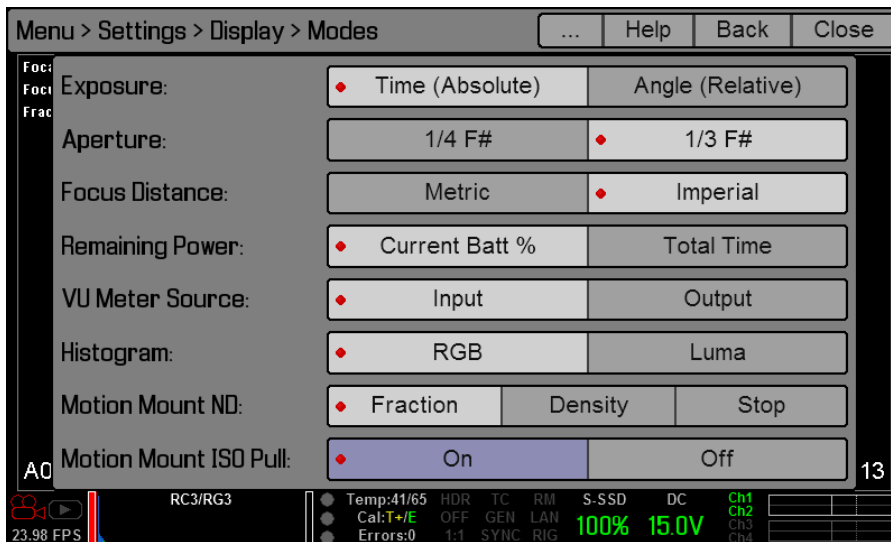 Menu > Settings > Display > Modes ... Help Back Close
Foca
Focu
Frac
Exposure: Time (Absolute) Angle (Relative)
Aperture: 1/4 F# 1/3 F#
Focus Distance: Metric Imperial
Remaining Power: Current Batt % Total Time
VU Meter Source: Input Output
Histogram: RGB Luma
Motion Mount ND: Fraction Density Stop
Motion Mount ISO Pull: On Off
A0 13
RC3/RG3 Temp:41/65 HDR TC RM S-SSD DC Ch1
Cal:T+/E OFF GEN LAN 100% 15.0V Ch2
23.98 FPS Errors:0 1:1 SYNC RIG Ch3
Ch4